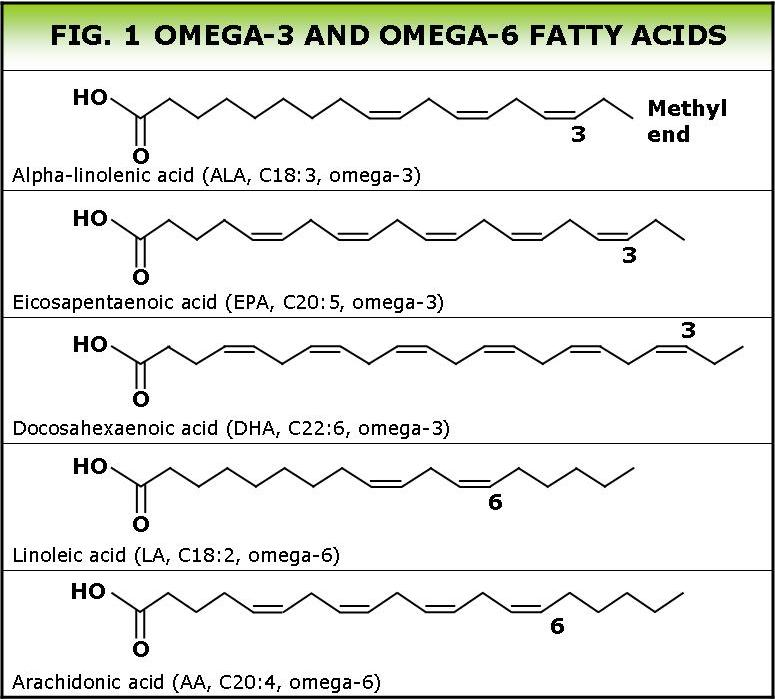 FIG. 1 OMEGA-3 AND OMEGA-6 FATTY ACIDS
HO
O
3
Methyl
end
Alpha-linolenic acid (ALA, C18:3, omega-3)
HO
O
3
Eicosapentaenoic acid (EPA, C20:5, omega-3)
3
HO
O
Docosahexaenoic acid (DHA, C22:6, omega-3)
HO
O
6
Linoleic acid (LA, C18:2, omega-6)
HO
O
6
Arachidonic acid (AA, C20:4, omega-6)